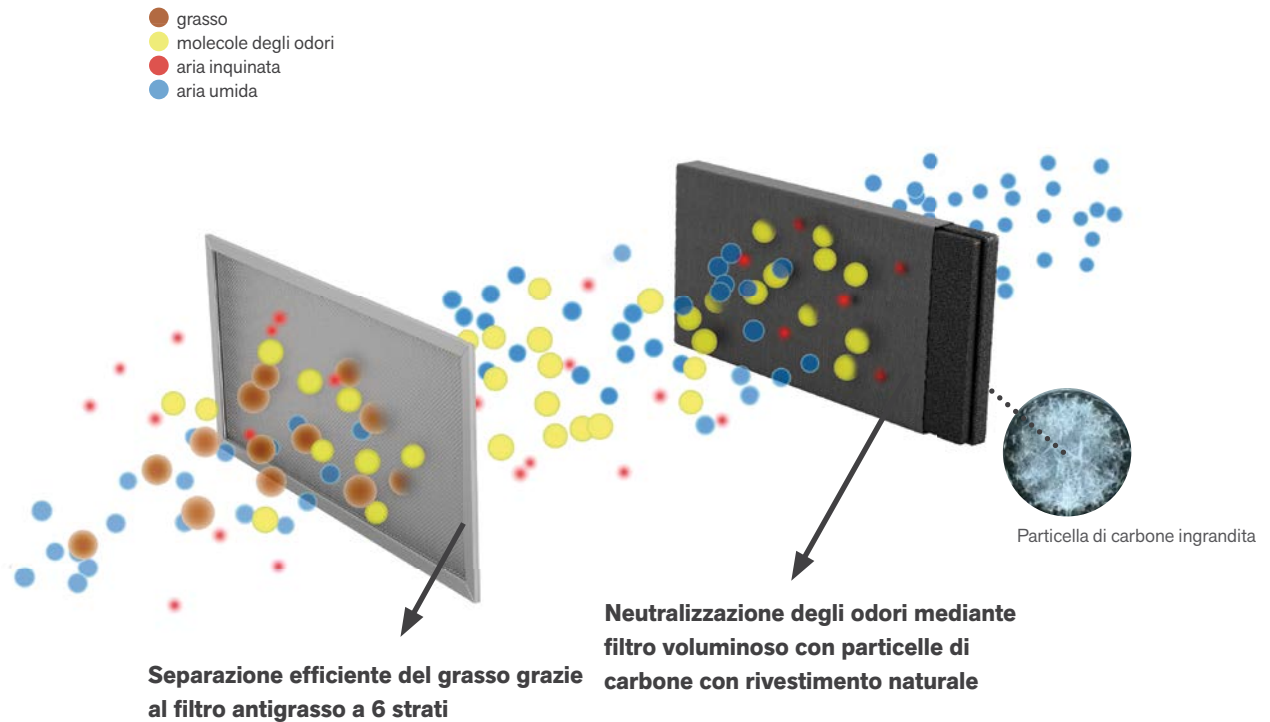 grasso
molecole degli odori
aria inquinata
aria umida
Particella di carbone ingrandita
Neutralizzazione degli odori mediante
filtro voluminoso con particelle di
carbone con rivestimento naturale
Separazione efficiente del grasso grazie
al filtro antigrasso a 6 strati